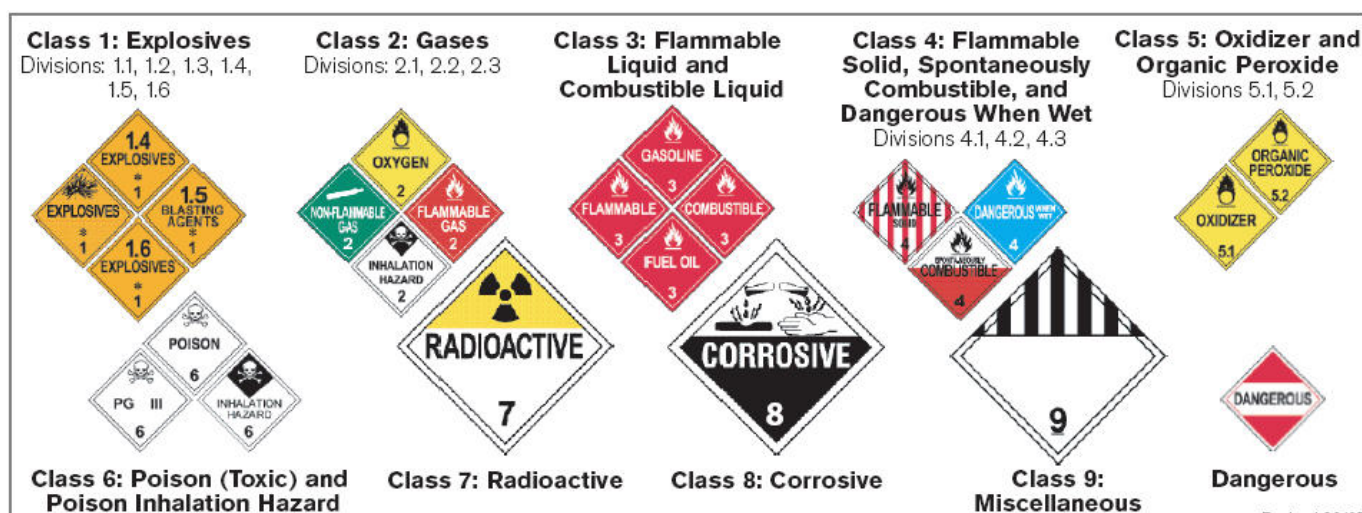 Class 1: Explosives
Divisions: 1.1, 1.2, 1.3, 1.4,
1.5, 1.6
1.4
EXPLOSIVES
*
1
EXPLOSIVES
*
1
1.5
BLASTING
AGENTS
*
1
1.6
EXPLOSIVES
*
1
Class 2: Gases
Divisions: 2.1, 2.2, 2.3
OXYGEN
2
NON-FLAMMABLE
GAS
2
FLAMMABLE
GAS
2
INHALATION
HAZARD
2
Class 3: Flammable
Liquid and
Combustible Liquid
GASOLINE
3
FLAMMABLE
3
COMBUSTIBLE
3
FUEL OIL
3
Class 4: Flammable
Solid, Spontaneously
Combustible, and
Dangerous When Wet
Divisions 4.1, 4.2, 4.3
FLAMMABLE
SOLID
4
DANGEROUS WHEN WET
4
SPONTANEOUSLY
COMBUSTIBLE
4
Class 5: Oxidizer and
Organic Peroxide
Divisions 5.1, 5.2
ORGANIC
PEROXIDE
5.2
OXIDIZER
5.1
POISON
6
PG III
6
INHALATION
HAZARD
6
Class 6: Poison (Toxic) and
Poison Inhalation Hazard
RADIOACTIVE
7
Class 7: Radioactive
CORROSIVE
8
Class 8: Corrosive
9
Class 9:
Miscellaneous
DANGEROUS
Dangerous